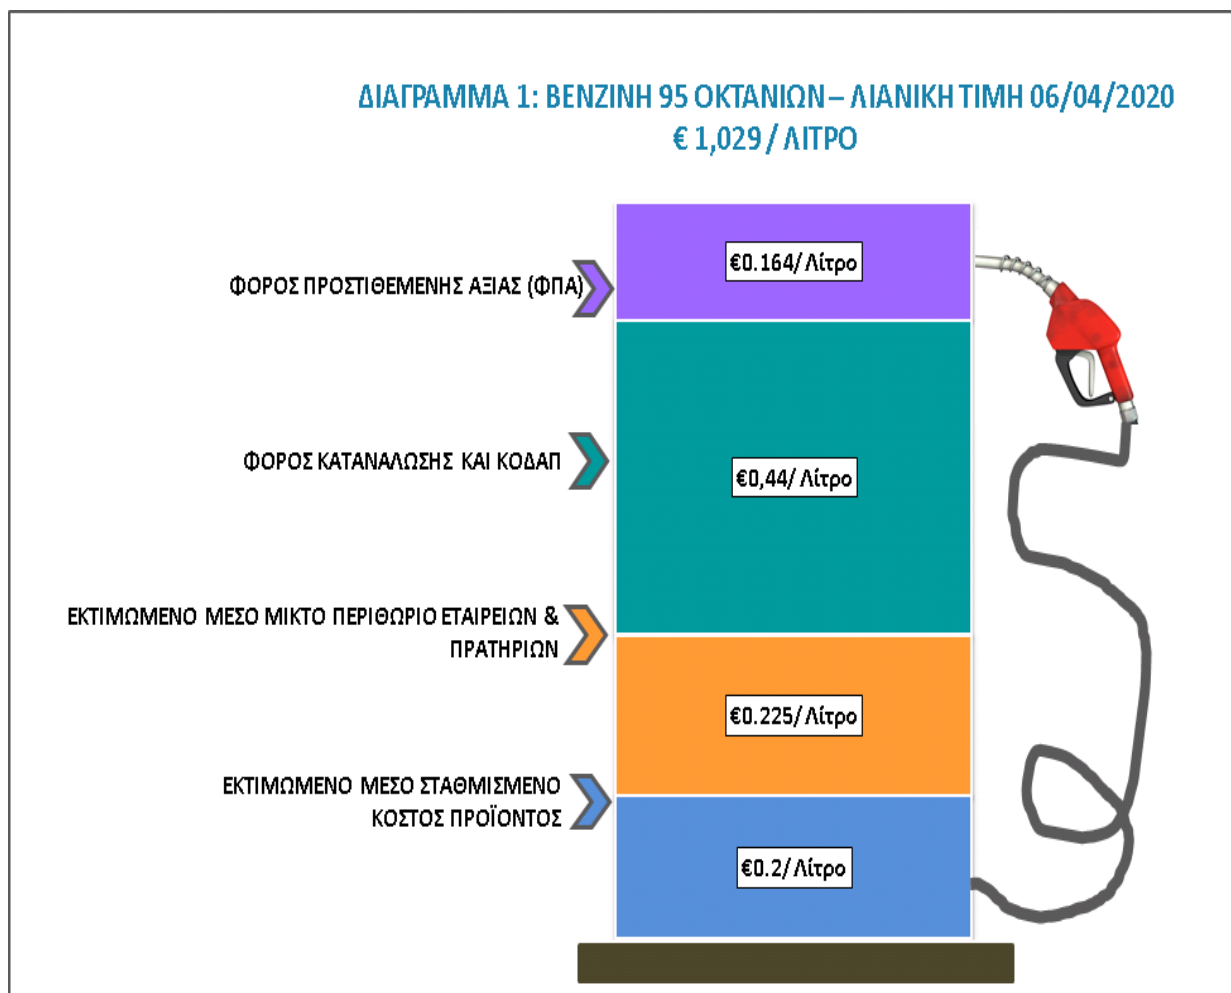 ΔΙΑΓΡΑΜΜΑ 1: ΒΕΝΖΙΝΗ 95 ΟΚΤΑΝΙΩΝ – ΛΙΑΝΙΚΗ ΤΙΜΗ 06/04/2020
€ 1,029 / ΛΙΤΡΟ
€0.164/ Λίτρο
ΦΟΡΟΣ ΠΡΟΣΤΙΘΕΜΕΝΗΣ ΑΞΙΑΣ (ΦΠΑ)
ΦΟΡΟΣ ΚΑΤΑΝΑΛΩΣΗΣ ΚΑΙ ΚΟΔΑΠ
€0,44/ Λίτρο
ΕΚΤΙΜΩΜΕΝΟ ΜΕΣΟ ΜΙΚΤΟ ΠΕΡΙΘΩΡΙΟ ΕΤΑΙΡΕΙΩΝ &
ΠΡΑΤΗΡΙΩΝ
€0.225/ Λίτρο
ΕΚΤΙΜΩΜΕΝΟ ΜΕΣΟ ΣΤΑΘΜΙΣΜΕΝΟ
ΚΟΣΤΟΣ ΠΡΟΪΟΝΤΟΣ
€0.2/ Λίτρο